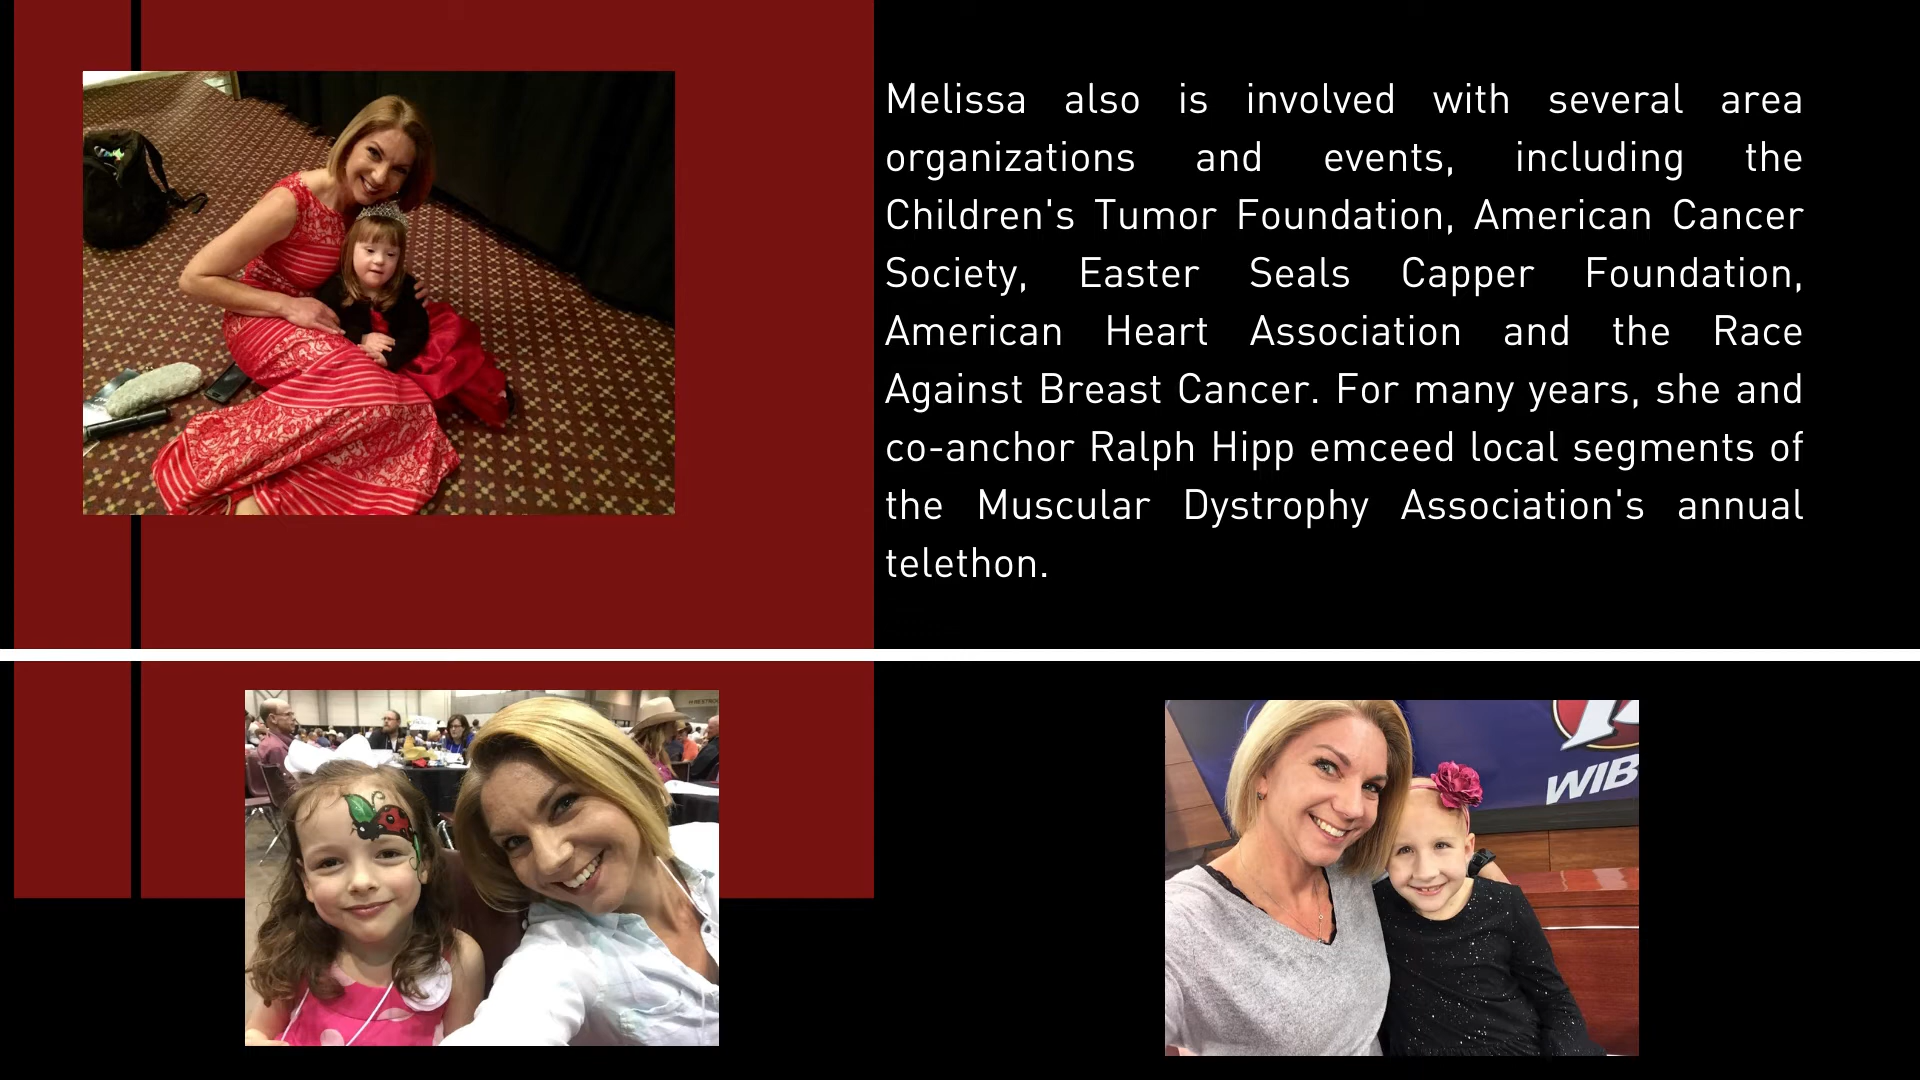 Melissa also is involved with several area
organizations and events, including the
Children's Tumor Foundation, American Cancer
Society, Easter Seals Capper Foundation,
American Heart Association and the Race
Against Breast Cancer. For many years, she and
co-anchor Ralph Hipp emceed local segments of
the Muscular Dystrophy Association's annual
telethon.
WIB